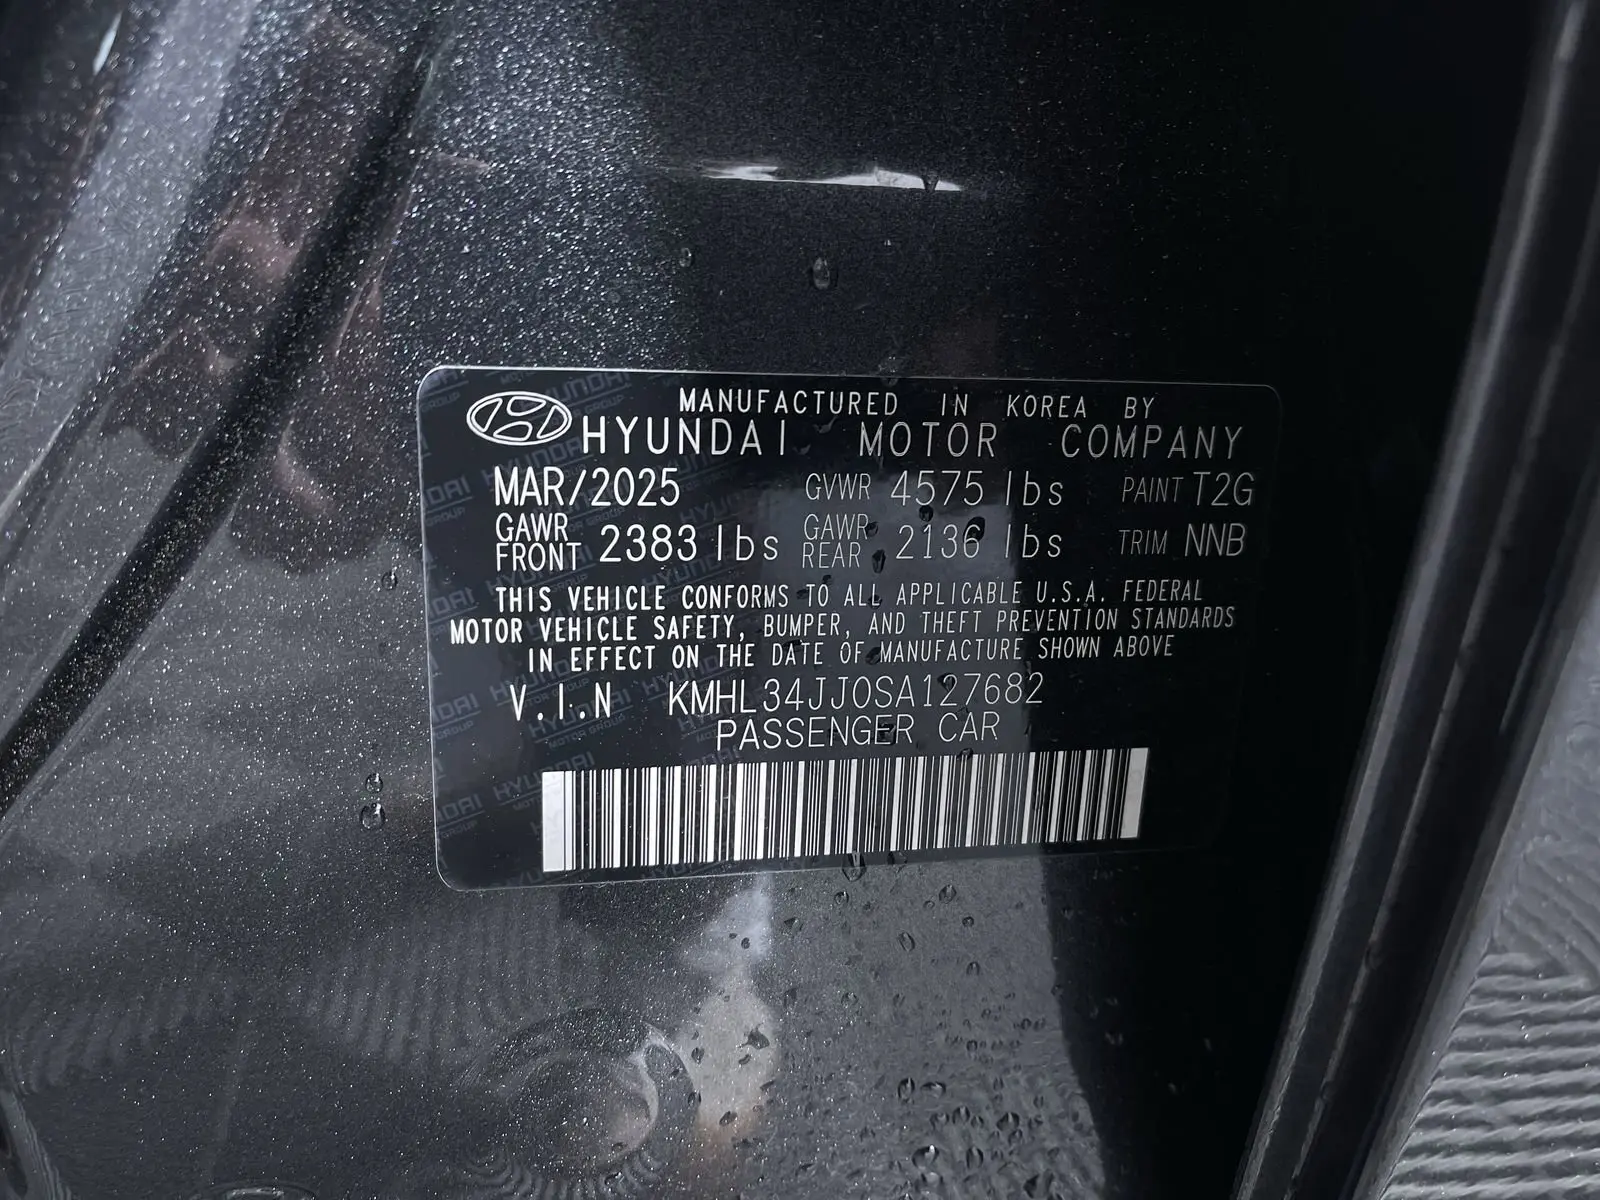 MANUFACTURED IN KOREA BY
HYUNDAI MOTOR COMPANY
MAR/2025 GVWR 4575 lbs PAINT T2G
GAWR FRONT 2383 lbs GAWR REAR 2136 lbs TRIM NNB
THIS VEHICLE CONFORMS TO ALL APPLICABLE U.S.A. FEDERAL
MOTOR VEHICLE SAFETY, BUMPER, AND THEFT PREVENTION STANDARDS
IN EFFECT ON THE DATE OF MANUFACTURE SHOWN ABOVE
V.I.N KMHL34JJ0SA127682
PASSENGER CAR